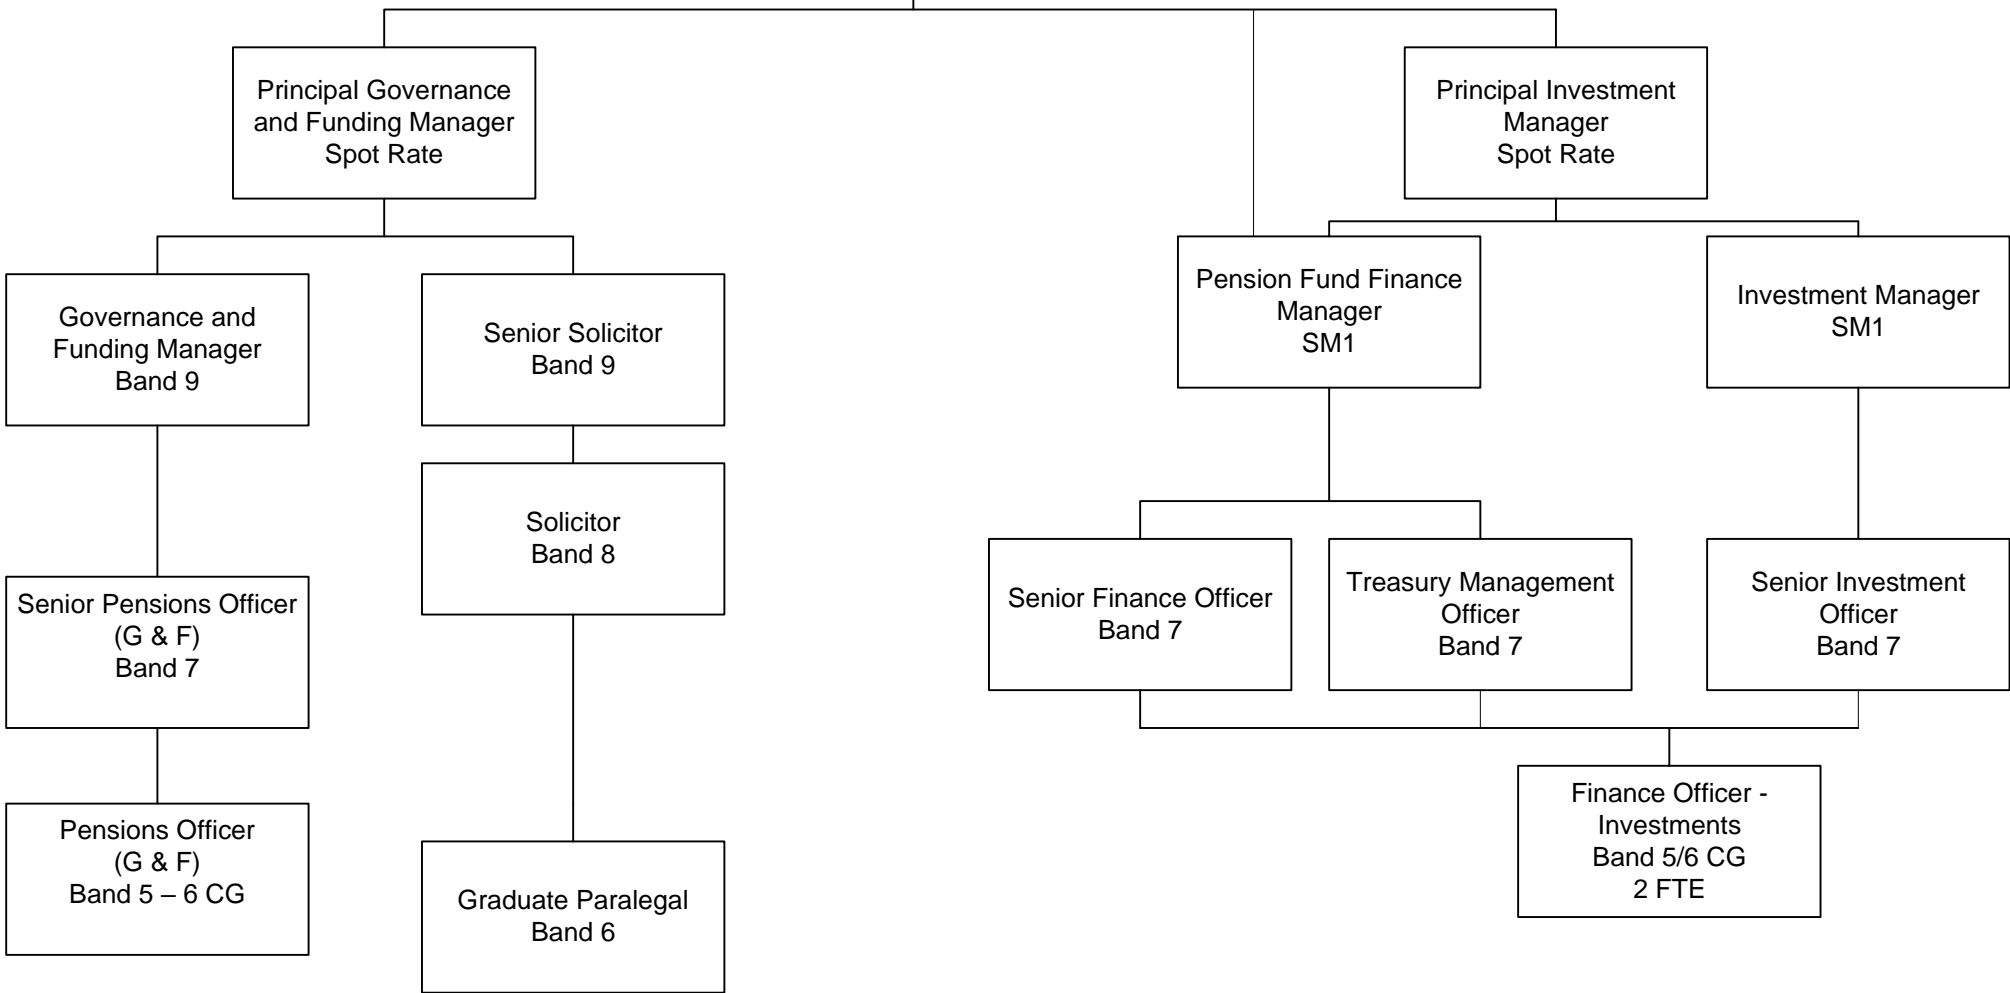 Principal Governance
and Funding Manager
Spot Rate
Principal Investment
Manager
Spot Rate
Governance and
Funding Manager
Band 9
Senior Solicitor
Band 9
Pension Fund Finance
Manager
SM1
Investment Manager
SM1
Solicitor
Band 8
Senior Pensions Officer
(G & F)
Band 7
Senior Finance Officer
Band 7
Treasury Management
Officer
Band 7
Senior Investment
Officer
Band 7
Pensions Officer
(G & F)
Band 5 – 6 CG
Graduate Paralegal
Band 6
Finance Officer -
Investments
Band 5/6 CG
2 FTE